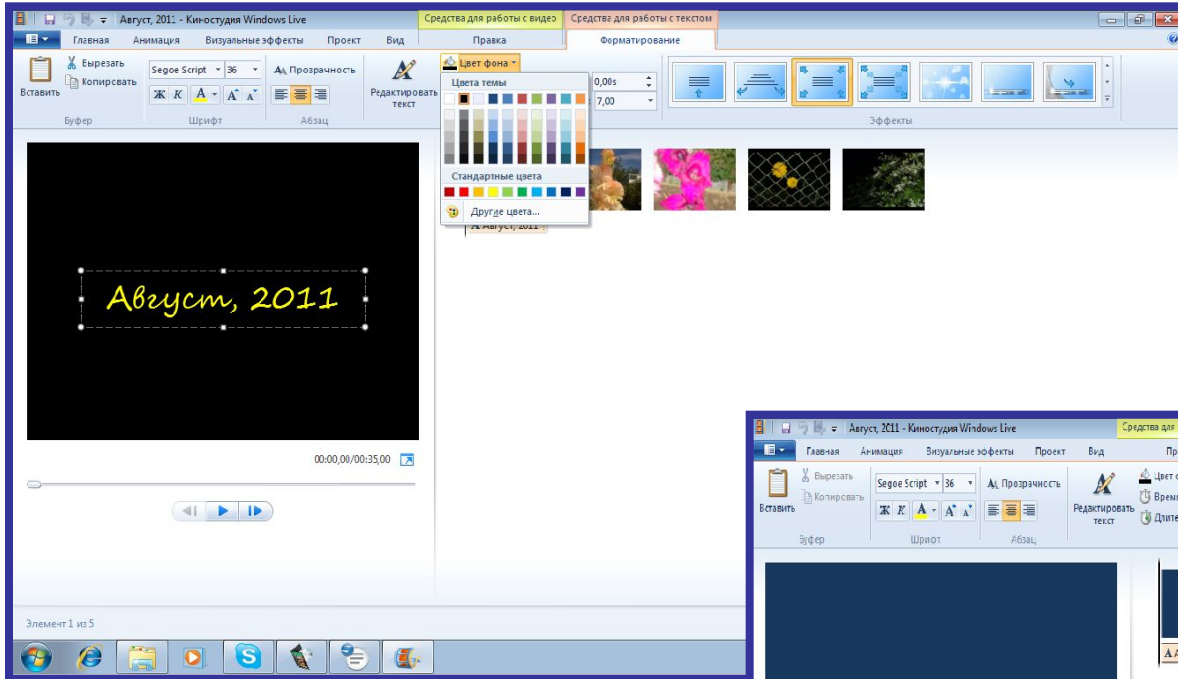 Август, 2011 - Киностудия Windows Live
Средства для работы с видео
Средства для работы с текстом
Главная
Анимация
Визуальные эффекты
Проект
Вид
Правка
Форматирование
Вставить
Вырезать
Копировать
Буфер
Segoe Script
36
Ж К А А А
Шрифт
Прозрачность
Абзац
Редактировать
текст
Цвет фона
Цвета темы
Стандартные цвета
Другие цвета...
0,00s
7,00
Эффекты
А Август, 2011
Август, 2011
00:00,00/00:35,00
Элемент 1 из 5
Август, 2011 - Киностудия Windows Live
Средства для
Главная
Анимация
Визуальные эффекты
Проект
Вид
Пр
Вставить
Вырезать
Копировать
Буфер
Segoe Script
36
Ж К А А А
Шрифт
Прозрачность
Абзац
Редактировать
текст
Цвет
Время
Длите